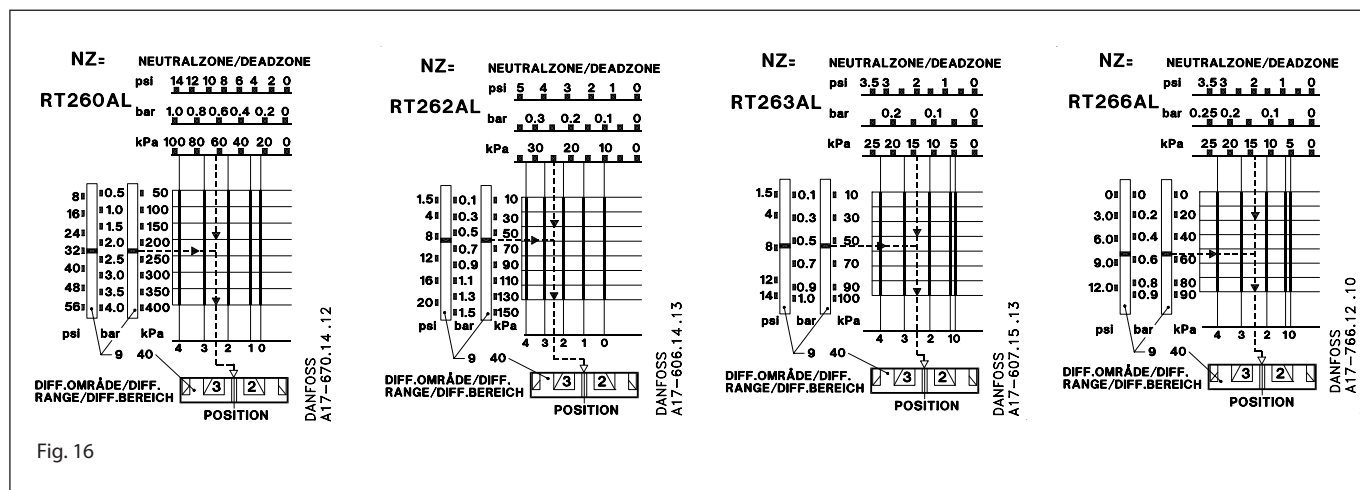 NZ= NEUTRALZONE/DEADZONE
psi 14 12 10 8 6 4 2 0
RT260AL
bar 1.0 0.8 0.6 0.4 0.2 0
kPa 100 80 60 40 20 0
8 0.5 50
16 1.0 100
1.5 150
24 2.0 200
32 2.5 250
40 3.0 300
48 3.5 350
56 4.0 400
psi bar kPa 4 3 2 1 0
9 40
DIFF.OMRÅDE/DIFF. 3 2
RANGE/DIFF.BEREICH
POSITION
DANFOSS
A17-670.14.12
NZ= NEUTRALZONE/DEADZONE
psi 5 4 3 2 1 0
RT262AL
bar 0.3 0.2 0.1 0
kPa 30 20 10 0
1.5 0.1 10
4 0.3 30
8 0.5 50
0.7 70
12 0.9 90
16 1.1 110
20 1.3 130
1.5 150
psi bar kPa 4 3 2 1 0
9 40
DIFF.OMRÅDE/DIFF. 3 2
RANGE/DIFF.BEREICH
POSITION
DANFOSS
A17-606.14.13
NZ= NEUTRALZONE/DEADZONE
psi 3.5 3 2 1 0
RT263AL
bar 0.2 0.1 0
kPa 25 20 15 10 5 0
1.5 0.1 10
4 0.3 30
8 0.5 50
0.7 70
12 0.9 90
14 1.0 100
psi bar kPa 4 3 2 1 0
9 40
DIFF.OMRÅDE/DIFF. 3 2
RANGE/DIFF.BEREICH
POSITION
DANFOSS
A17-607.15.13
NZ= NEUTRALZONE/DEADZONE
psi 3.5 3 2 1 0
RT266AL
bar 0.25 0.2 0.1 0
kPa 25 20 15 10 5 0
0 0 0
3.0 0.2 20
6.0 0.4 40
9.0 0.6 60
12.0 0.8 80
0.9 90
psi bar kPa 4 3 2 1 0
9 40
DIFF.OMRÅDE/DIFF. 3 2
RANGE/DIFF.BEREICH
POSITION
DANFOSS
A17-766.12.10
Fig. 16